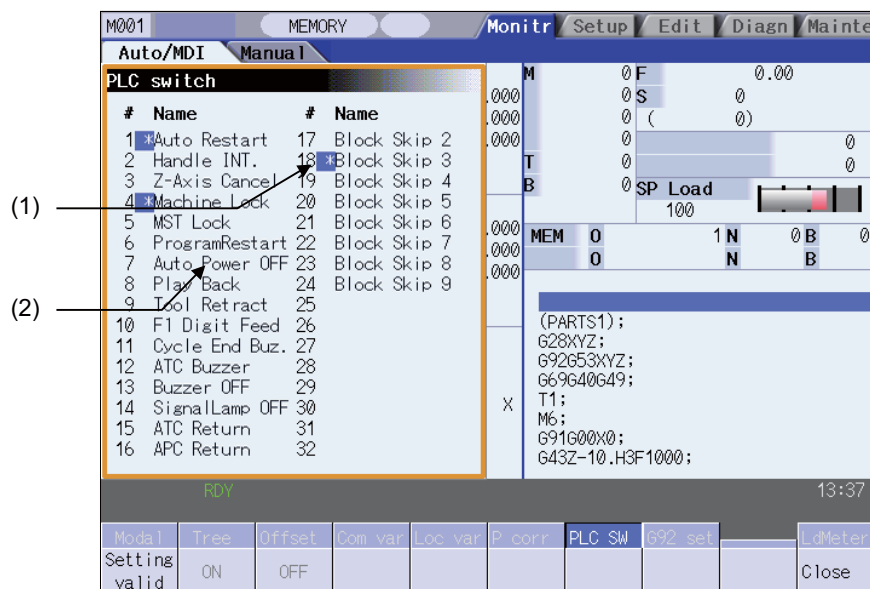 M001 MEMORY Monitr Setup Edit Diagn Mainte
Auto/MDI Manual
PLC switch
# Name # Name
1 *Auto Restart 17 Block Skip 2
2 Handle INT. 18 *Block Skip 3
3 Z-Axis Cancel 19 Block Skip 4
4 *Machine Lock 20 Block Skip 5
5 MST Lock 21 Block Skip 6
6 ProgramRestart 22 Block Skip 7
7 Auto Power OFF 23 Block Skip 8
8 Play Back 24 Block Skip 9
9 Tool Retract 25
10 F1 Digit Feed 26
11 Cycle End Buz. 27
12 ATC Buzzer 28
13 Buzzer OFF 29
14 SignalLamp OFF 30
15 ATC Return 31
16 APC Return 32
(1)
(2)
.000
.000
.000
.000
.000
.000
X
M 0 F 0.00
0 S 0
0 ( 0)
0 0
T 0 0
B 0 SP Load
100
MEM O 1 N 0 B 0
O N B
(PARTS1);
G28XYZ;
G92G53XYZ;
G69G40G49;
T1;
M6;
G91G00X0;
G43Z-10.H3F1000;
RDY 13:37
Modal Tree Offset Com var Loc var P corr PLC SW G92 set LdMeter
Setting valid ON OFF Close